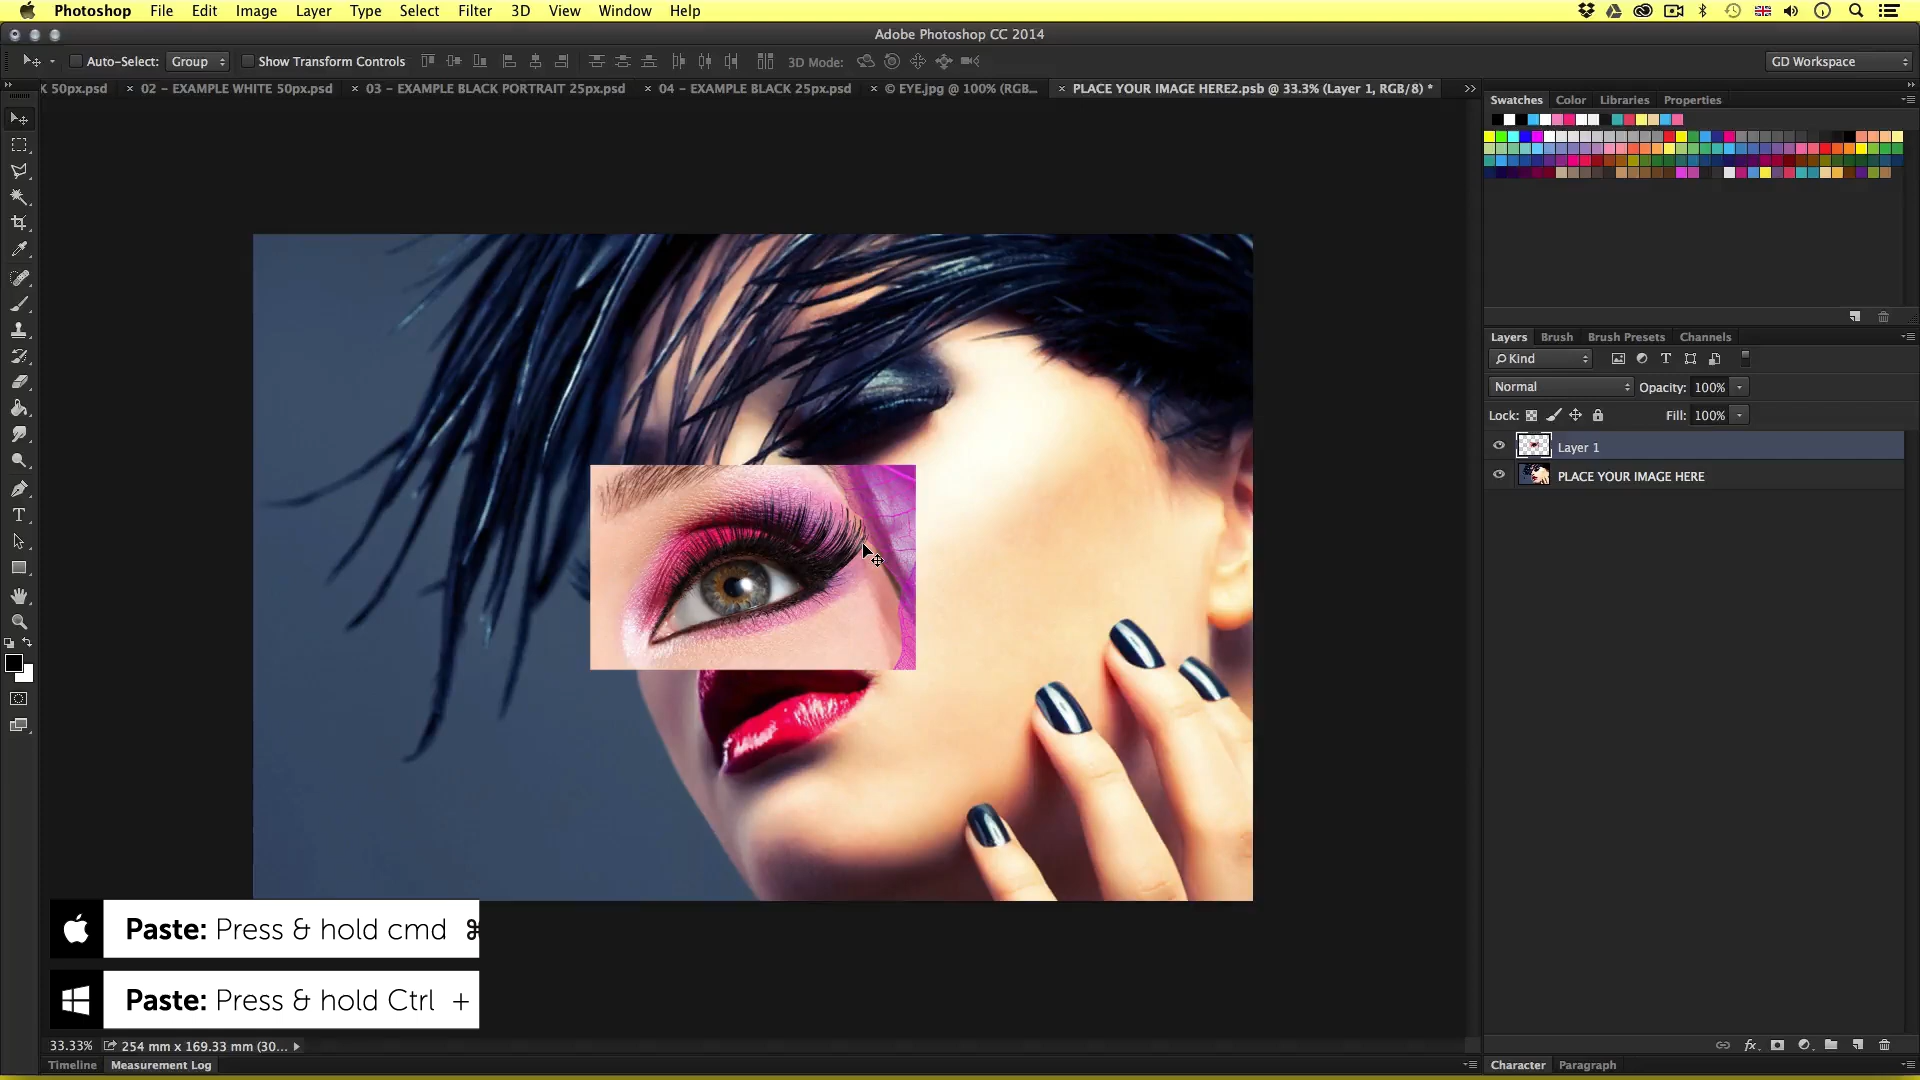 Photoshop File Edit Image Layer Type Select Filter 3D View Window Help
Adobe Photoshop CC 2014
Auto-Select: Group Show Transform Controls 3D Mode: GD Workspace
K 50px.psd × 02 – EXAMPLE WHITE 50px.psd × 03 – EXAMPLE BLACK PORTRAIT 25px.psd × 04 – EXAMPLE BLACK 25px.psd × © EYE.jpg @ 100% (RGB... × PLACE YOUR IMAGE HERE2.psb @ 33.3% (Layer 1, RGB/8) *
Swatches Color Libraries Properties
Layers Brush Brush Presets Channels
Kind
Normal Opacity: 100%
Lock: Fill: 100%
Layer 1
PLACE YOUR IMAGE HERE
Paste: Press & hold cmd ⌘
Paste: Press & hold Ctrl +
33.33% 254 mm x 169.33 mm (30...
Timeline Measurement Log
Character Paragraph